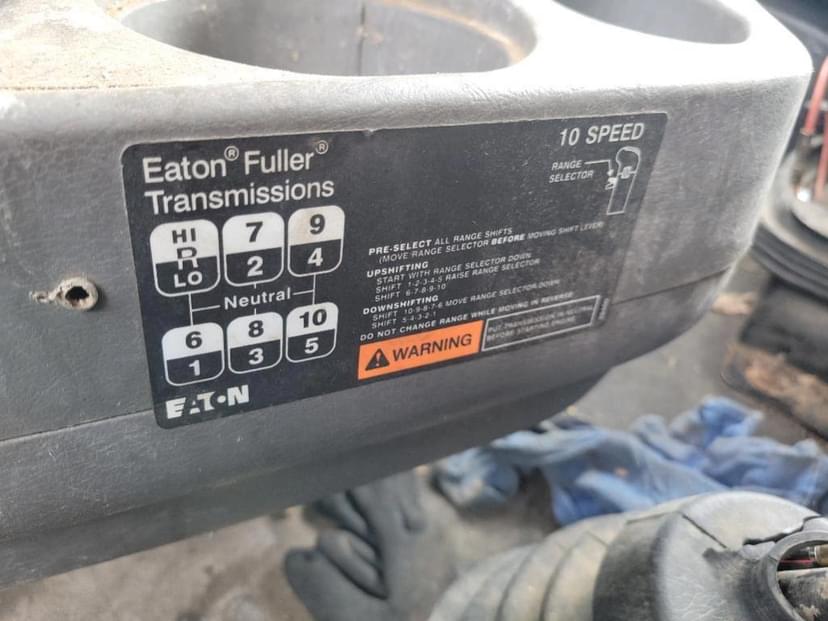 Eaton® Fuller®
Transmissions
HI 7 9
R
LO 2 4
Neutral
6 8 10
1 3 5
EATON
10 SPEED
RANGE
SELECTOR
PRE-SELECT ALL RANGE SHIFTS
(MOVE RANGE SELECTOR BEFORE MOVING SHIFT LEVER)
UPSHIFTING
START WITH RANGE SELECTOR DOWN
SHIFT 1-2-3-4-5 RAISE RANGE SELECTOR
SHIFT 6-7-8-9-10
DOWNSHIFTING
SHIFT 10-9-8-7-6 MOVE RANGE SELECTOR DOWN
SHIFT 5-4-3-2-1
DO NOT CHANGE RANGE WHILE MOVING IN REVERSE
WARNING
PUT TRANSMISSION IN NEUTRAL
BEFORE STARTING ENGINE